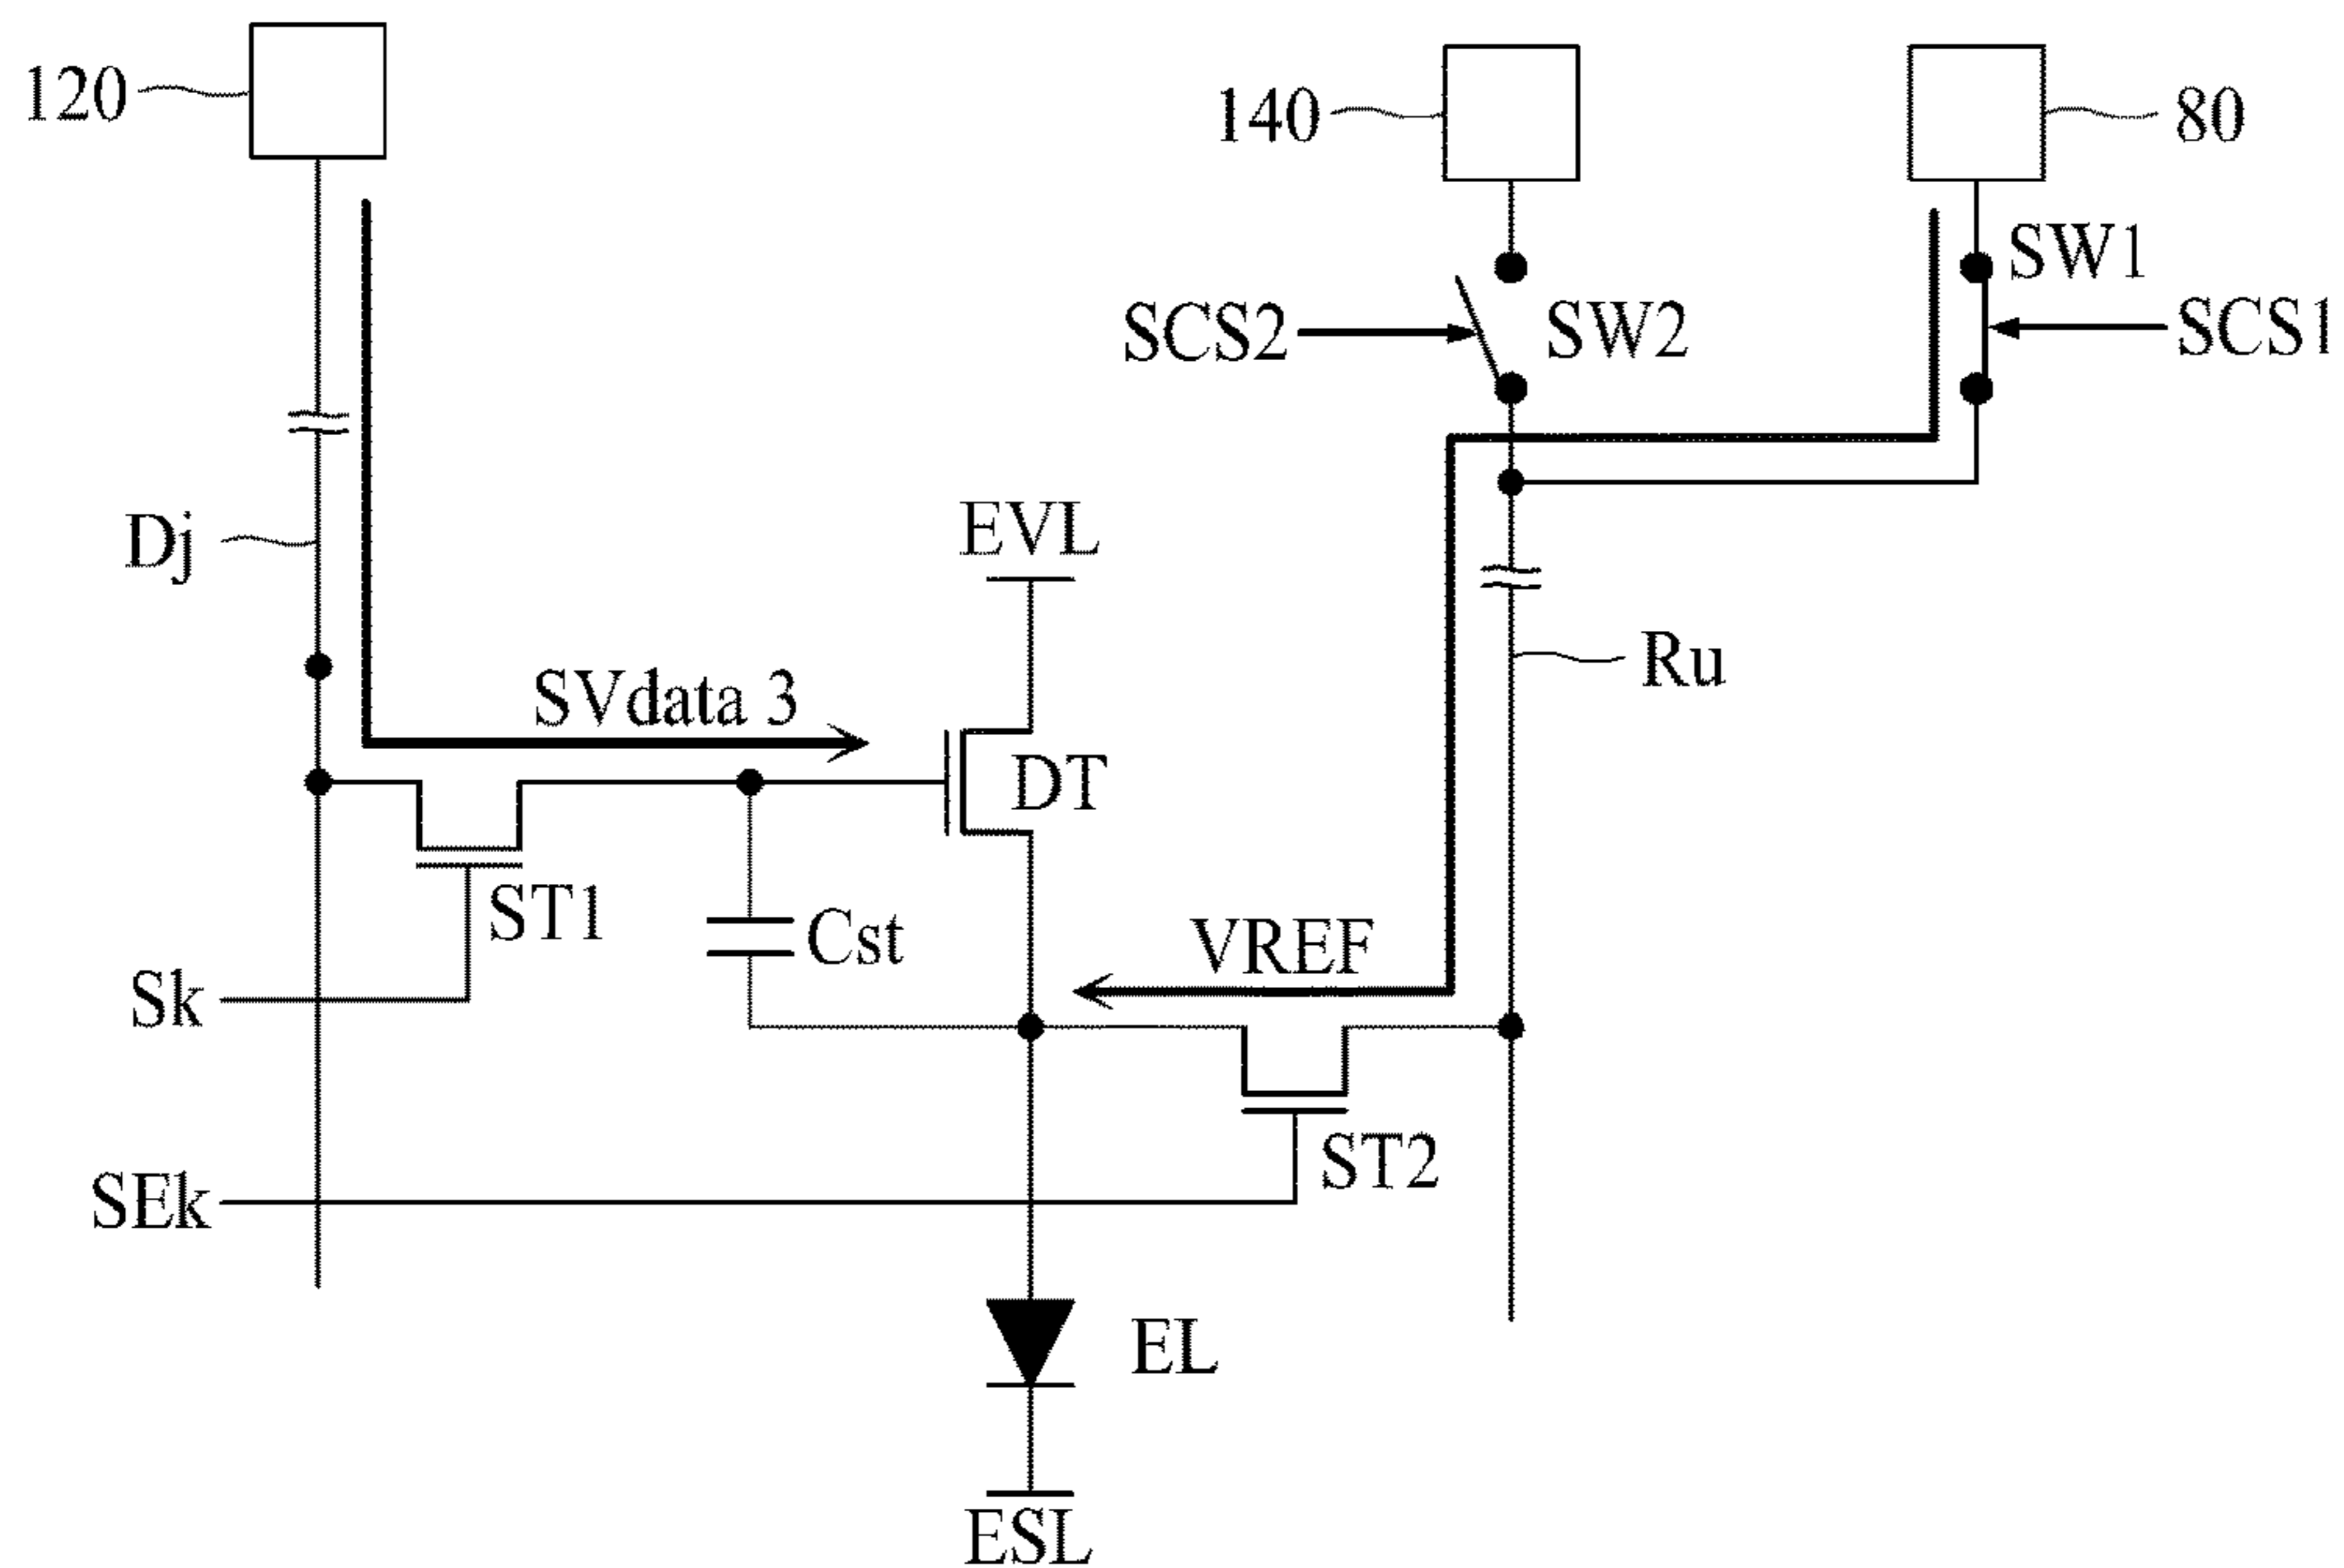 120
140
80
SW1
SCS2
SW2
SCS1
EVL
Dj
Ru
SVdata 3
DT
ST1
Cst
VREF
Sk
ST2
SEk
EL
ESL